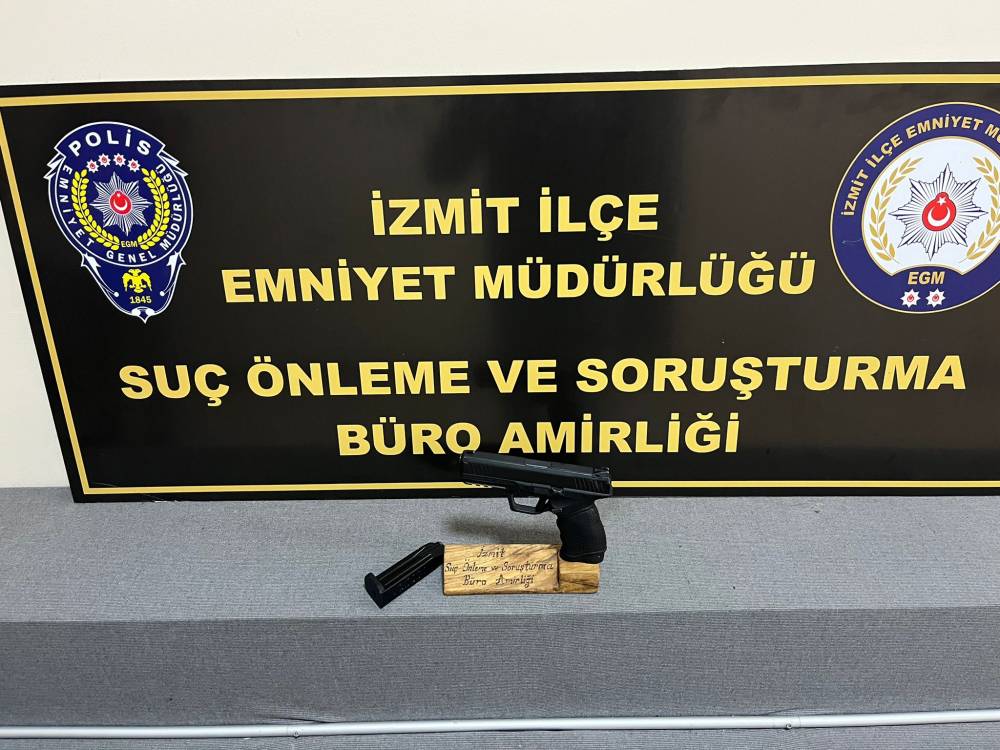 POLİS
EMNİYET GENEL MÜDÜRLÜĞÜ
EGM
1845
İZMİT İLÇE
EMNİYET MÜDÜRLÜĞÜ
SUÇ ÖNLEME VE SORUŞTURMA
BÜRO AMİRLİĞİ
İZMİT İLÇE EMNİYET
EGM
İzmit
Suç Önleme ve Soruşturma
Büro Amirliği